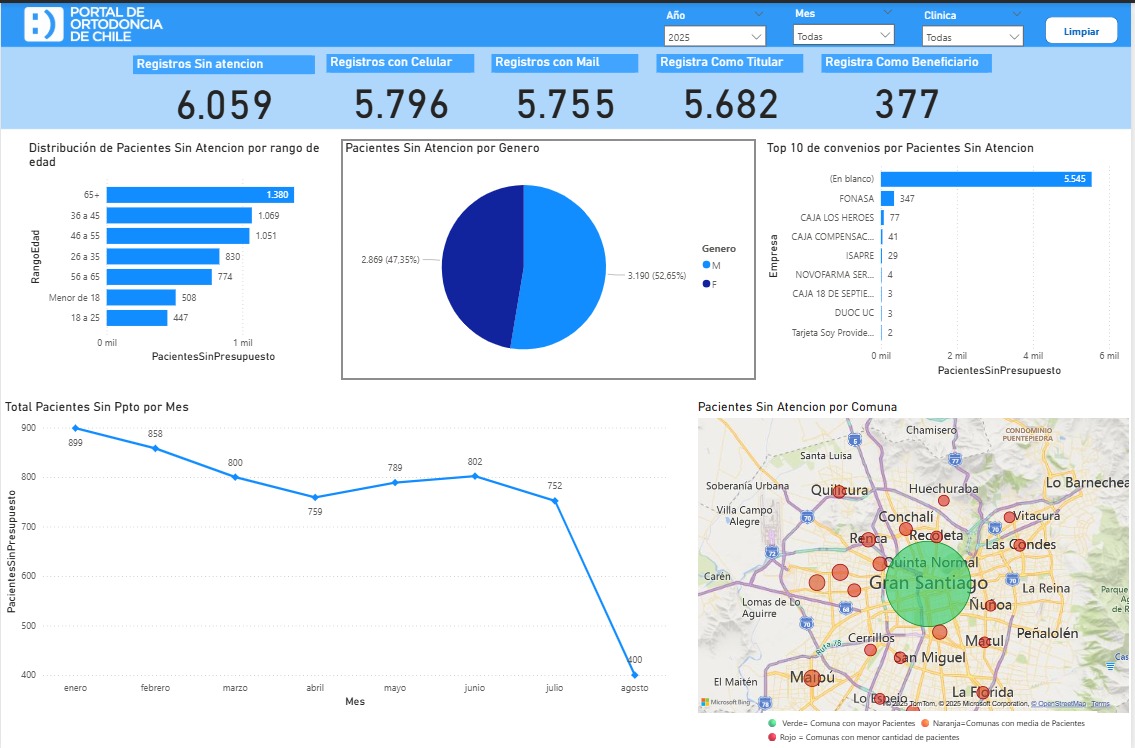 PORTAL DE
ORTODONCIA
DE CHILE
Año
2025
Mes
Todas
Clinica
Todas
Limpiar
Registros Sin atencion
6.059
Registros con Celular
5.796
Registros con Mail
5.755
Registra Como Titular
5.682
Registra Como Beneficiario
377
Distribución de Pacientes Sin Atencion por rango de
edad
RangoEdad
65+ 1.380
36 a 45 1.069
46 a 55 1.051
26 a 35 830
56 a 65 774
Menor de 18 508
18 a 25 447
0 mil 1 mil
PacientesSinPresupuesto
Pacientes Sin Atencion por Genero
2.869 (47,35%)
3.190 (52,65%)
Genero
M
F
Top 10 de convenios por Pacientes Sin Atencion
Empresa
(En blanco) 5.545
FONASA 347
CAJA LOS HEROES 77
CAJA COMPENSAC... 41
ISAPRE 29
NOVOFARMA SER... 4
CAJA 18 DE SEPTIE... 3
DUOC UC 3
Tarjeta Soy Provide... 2
0 mil 2 mil 4 mil 6 mil
PacientesSinPresupuesto
Total Pacientes Sin Ppto por Mes
PacientesSinPresupuesto
900
800
700
600
500
400
899
858
800
759
789
802
752
400
enero febrero marzo abril mayo junio julio agosto
Mes
Pacientes Sin Atencion por Comuna
Chamisero
CONDOMINIO
PUENTEPIEDRA
5
77
Santa Luisa
Soberanía Urbana
Quilicura
Huechuraba
Lo Barnechea
Villa Campo
Alegre
70
Conchalí
Vitacura
70
Renca
Recoleta
Las Condes
72
Quinta Normal
Carén
Gran Santiago
70
La Reina
Parque
Lomas de Lo
Aguirre
68
Ñuñoa
70
Cerrillos
Macul
Peñalolén
Ruta 78
San Miguel
El Maitén
Maipú
Lo Espejo
La Florida
78
Microsoft Bing
© 2025 TomTom, © 2025 Microsoft Corporation, © OpenStreetMap Terms
Verde= Comuna con mayor Pacientes
Naranja=Comunas con media de Pacientes
Rojo = Comunas con menor cantidad de pacientes